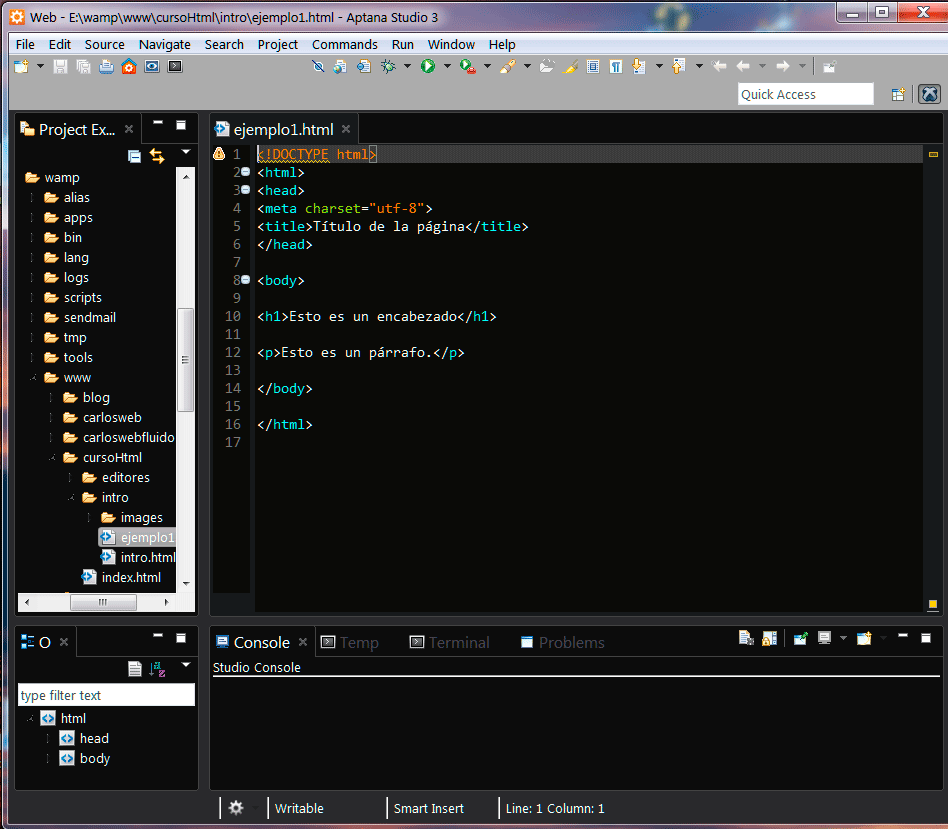 Web - E:\wamp\www\cursoHtml\intro\ejemplo1.html - Aptana Studio 3
File Edit Source Navigate Search Project Commands Run Window Help
Quick Access
Project Ex...
wamp
alias
apps
bin
lang
logs
scripts
sendmail
tmp
tools
www
blog
carlosweb
carloswebfluido
cursoHtml
editores
intro
images
ejemplo1
intro.html
index.html
ejemplo1.html
1 <!DOCTYPE html>
2 <html>
3 <head>
4 <meta charset="utf-8">
5 <title>Título de la página</title>
6 </head>
7
8 <body>
9
10 <h1>Esto es un encabezado</h1>
11
12 <p>Esto es un párrafo.</p>
13
14 </body>
15
16 </html>
17
O
type filter text
html
head
body
Console Temp Terminal Problems
Studio Console
Writable Smart Insert Line: 1 Column: 1